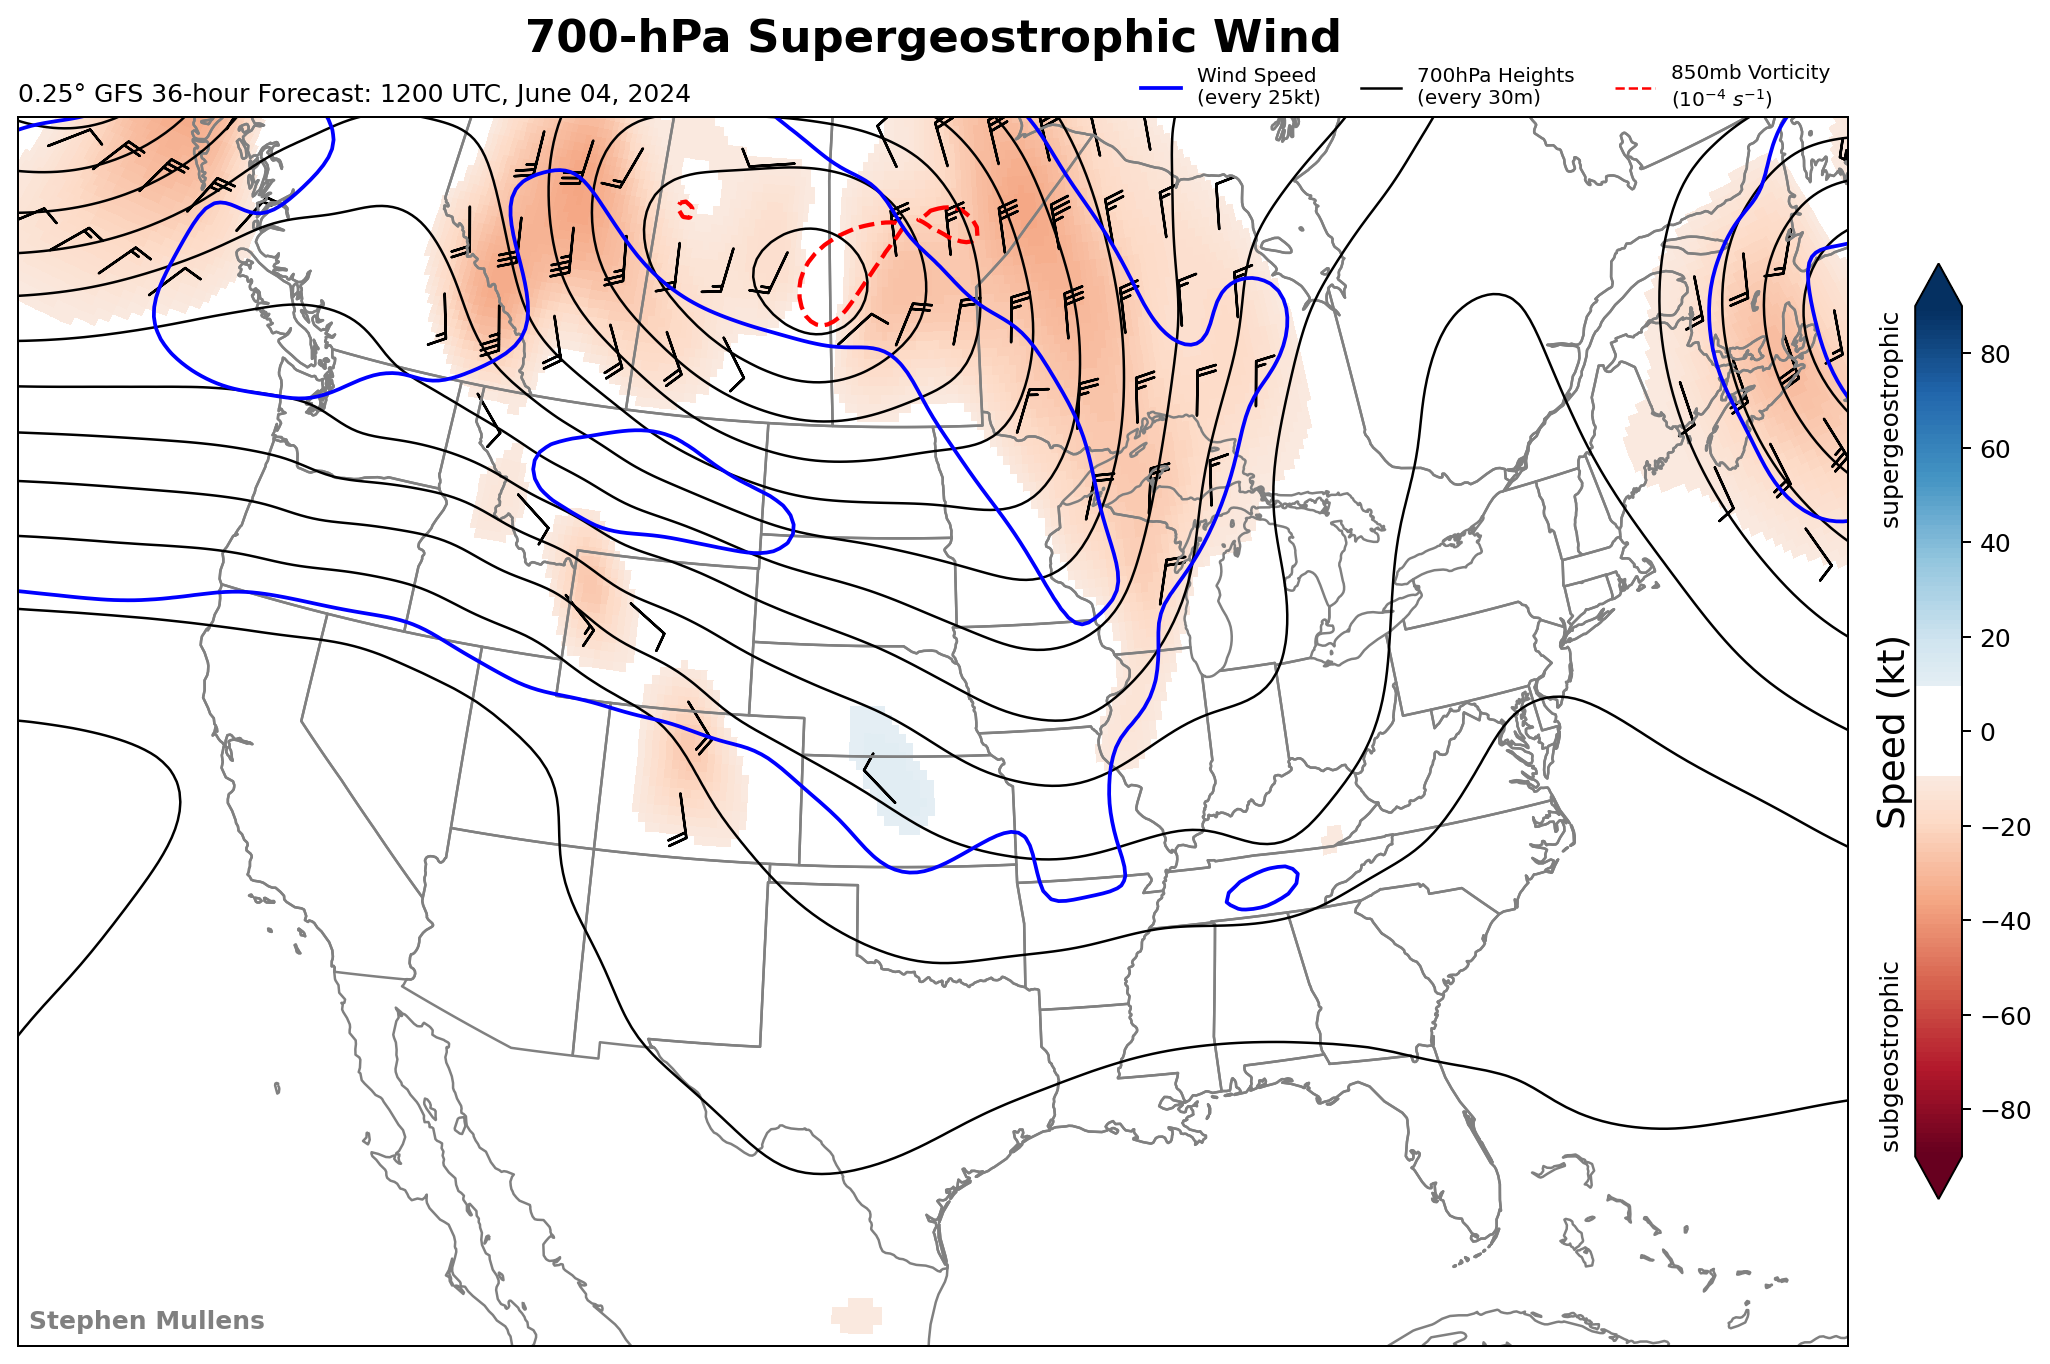 700-hPa Supergeostrophic Wind
0.25° GFS 36-hour Forecast: 1200 UTC, June 04, 2024
Wind Speed
(every 25kt)
700hPa Heights
(every 30m)
850mb Vorticity
(10⁻⁴ s⁻¹)
supergeostrophic
Speed (kt)
subgeostrophic
80
60
40
20
0
−20
−40
−60
−80
Stephen Mullens